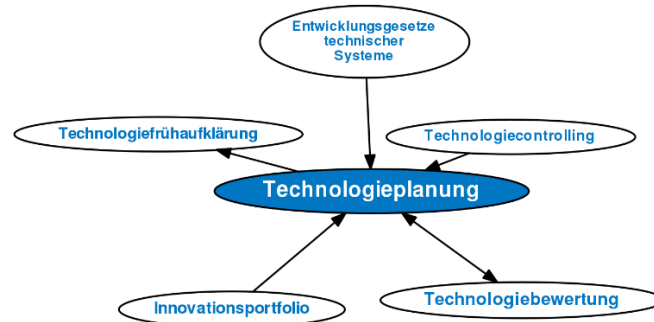 Entwicklungsgesetze
technischer
Systeme
Technologiefrühaufklärung
Technologiecontrolling
Technologieplanung
Innovationsportfolio
Technologiebewertung